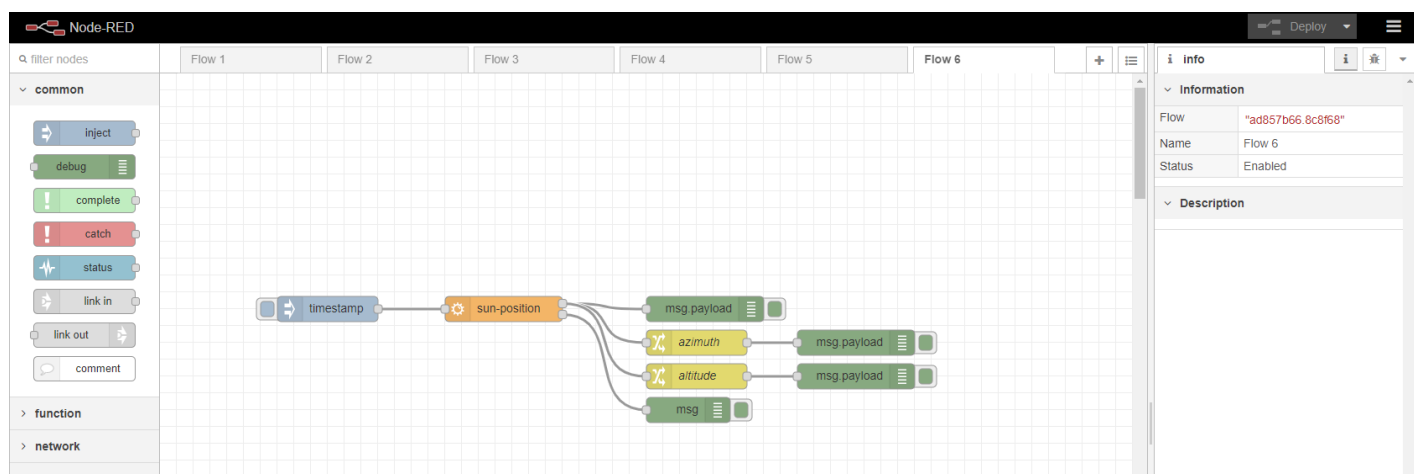 Node-RED
Deploy
filter nodes
Flow 1
Flow 2
Flow 3
Flow 4
Flow 5
Flow 6
i info
i
common
inject
debug
complete
catch
status
link in
link out
comment
function
network
timestamp
sun-position
msg.payload
azimuth
msg.payload
altitude
msg.payload
msg
Information
Flow "ad857b66.8c8f68"
Name Flow 6
Status Enabled
Description